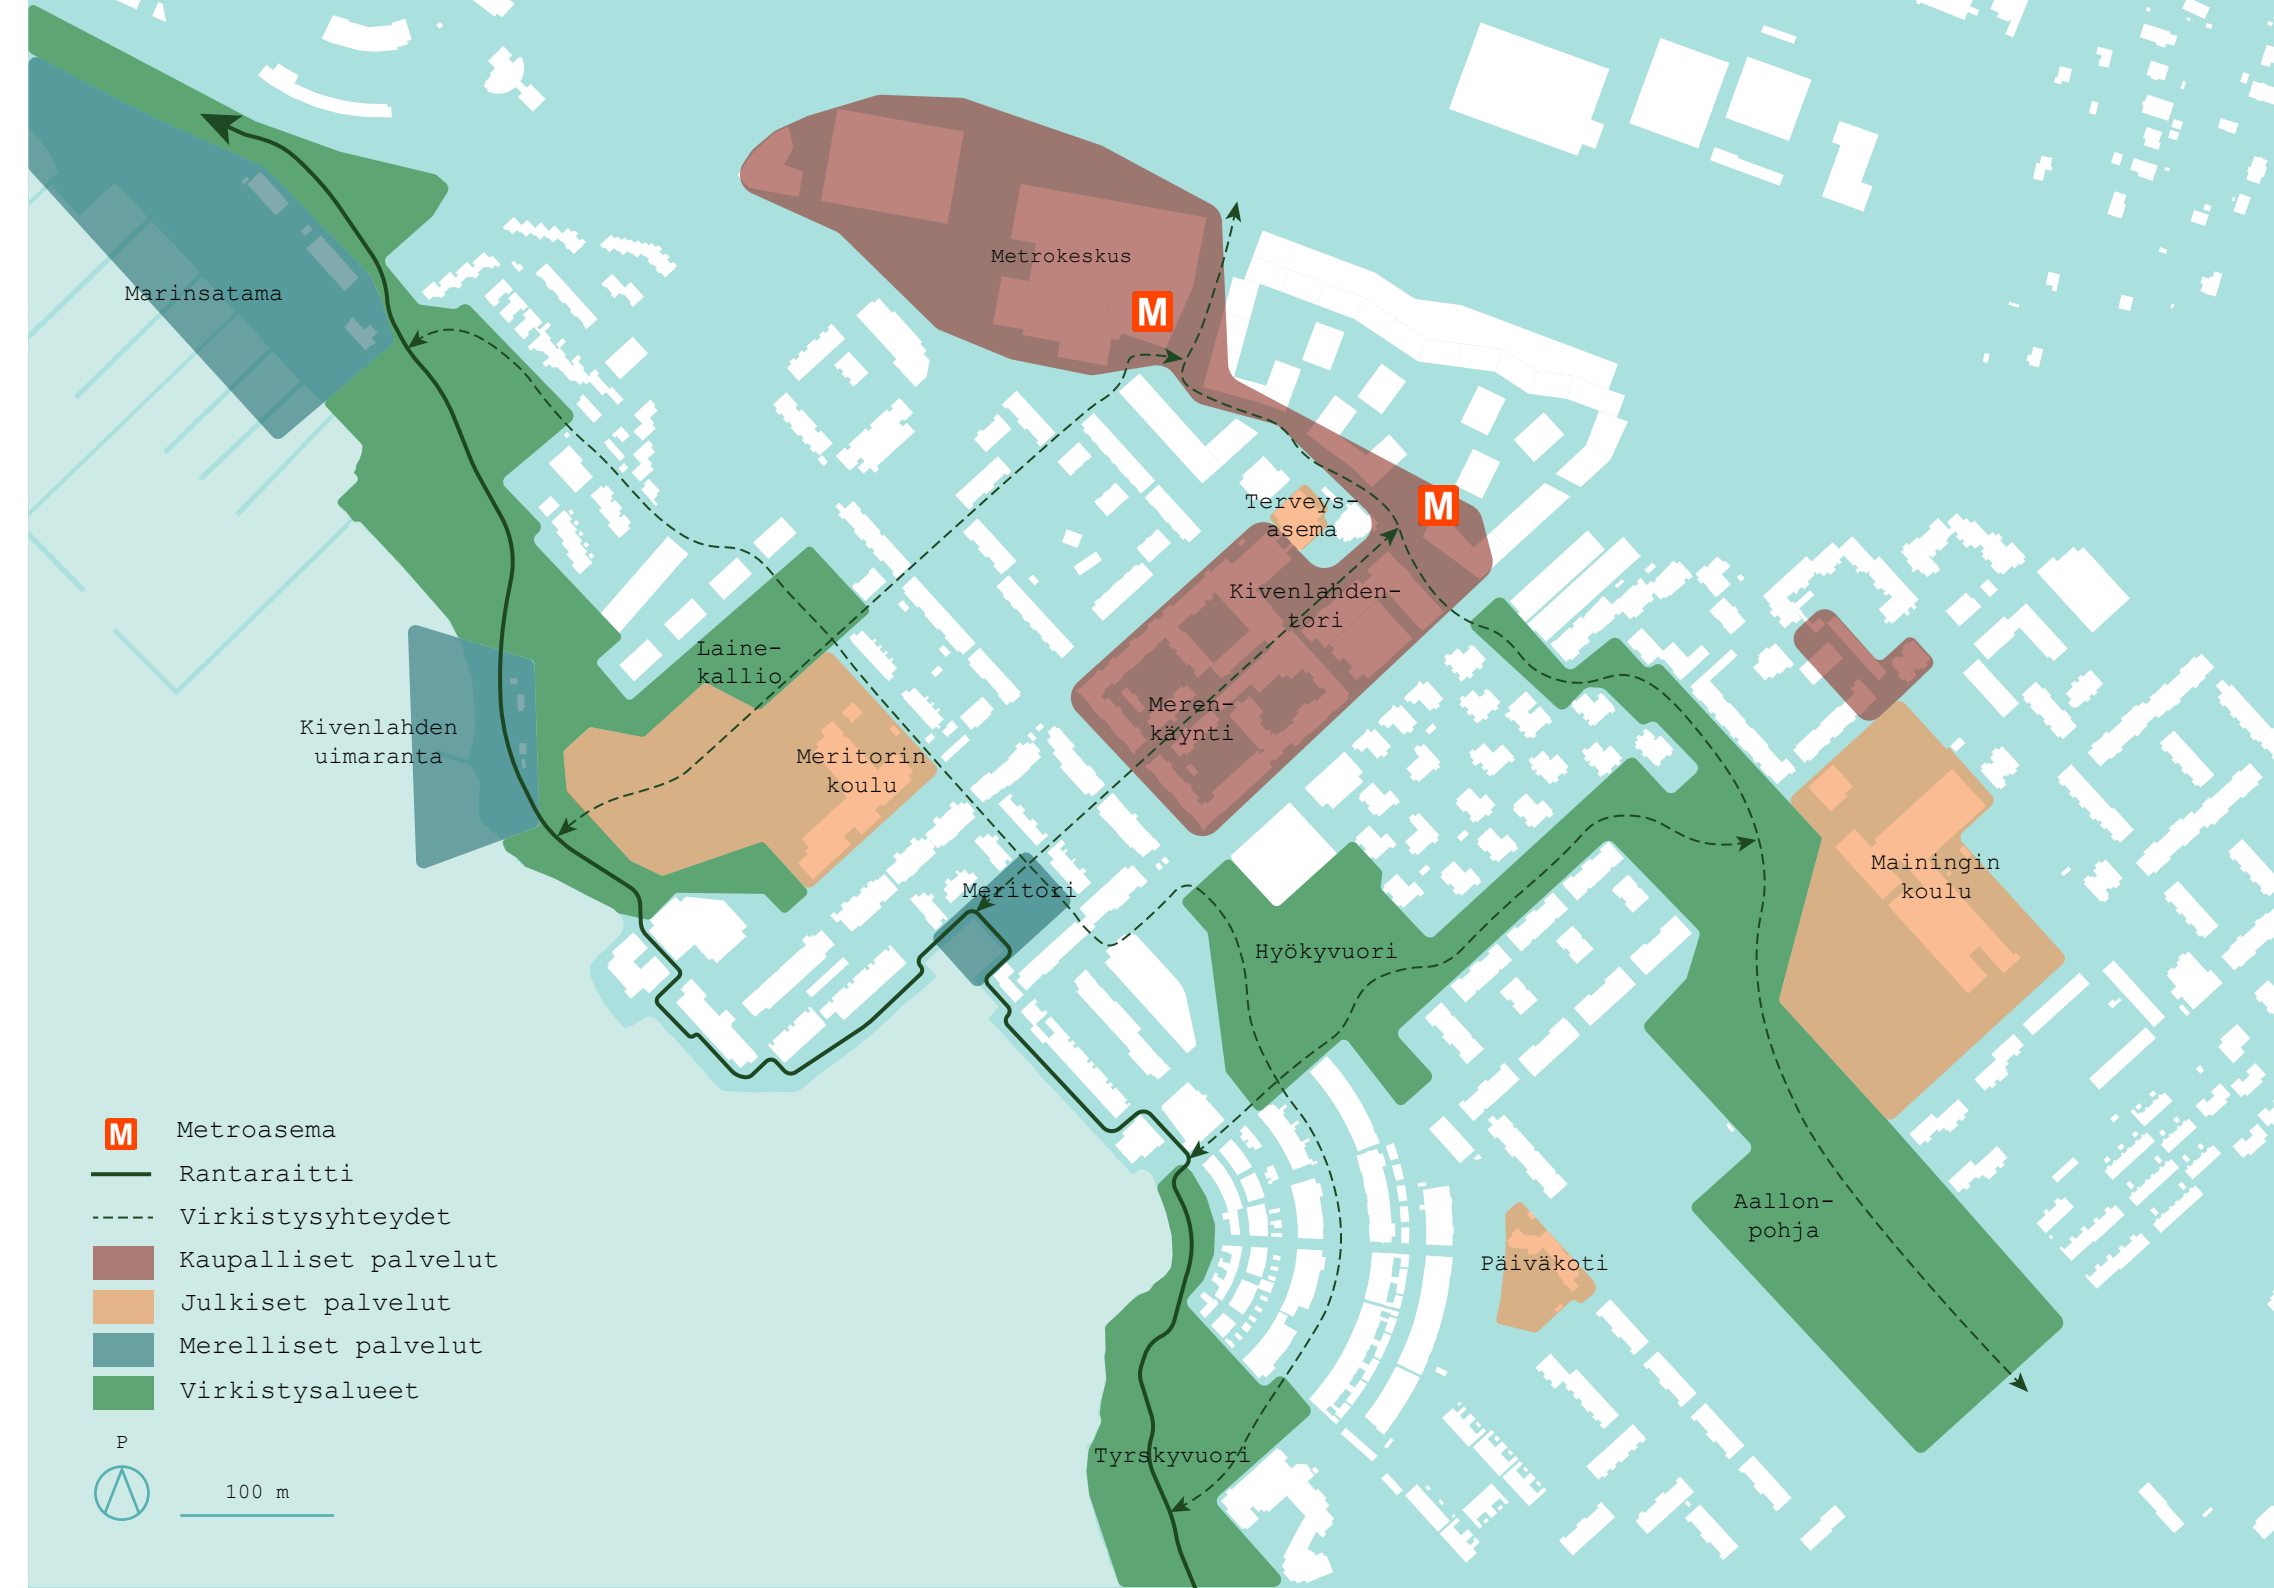 Metrokeskus
Marinsatama
M
M
Terveys-
asema
Kivenlahden-
tori
Laine-
kallio
Meren-
käynti
Kivenlahden
uimaranta
Meritorin
koulu
Meritori
Mainingin
koulu
Hyökyvuori
Aallon-
pohja
Päiväkoti
Tyrskyvuori
M Metroasema
Rantaraitti
Virkistysyhteydet
Kaupalliset palvelut
Julkiset palvelut
Merelliset palvelut
Virkistysalueet
P
100 m